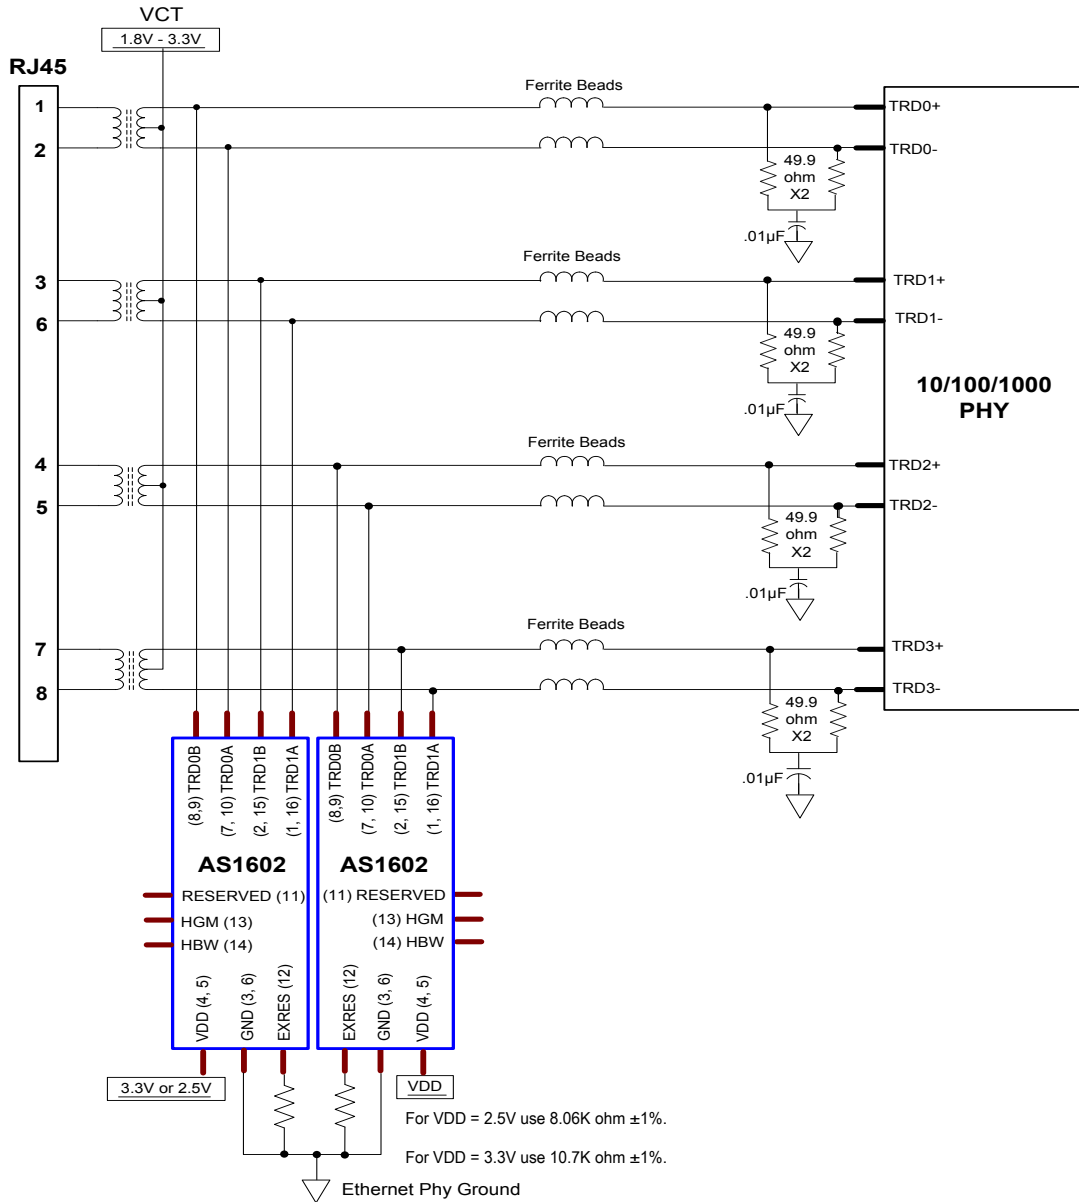 VCT
1.8V - 3.3V
RJ45
1
2
3
6
4
5
7
8
Ferrite Beads
TRD0+
TRD0-
49.9
ohm
X2
.01µF
Ferrite Beads
TRD1+
TRD1-
49.9
ohm
X2
.01µF
10/100/1000
PHY
Ferrite Beads
TRD2+
TRD2-
49.9
ohm
X2
.01µF
Ferrite Beads
TRD3+
TRD3-
49.9
ohm
X2
.01µF
(8,9) TRD0B
(7, 10) TRD0A
(2, 15) TRD1B
(1, 16) TRD1A
AS1602
RESERVED (11)
HGM (13)
HBW (14)
VDD (4, 5)
GND (3, 6)
EXRES (12)
3.3V or 2.5V
(8,9) TRD0B
(7, 10) TRD0A
(2, 15) TRD1B
(1, 16) TRD1A
AS1602
(11) RESERVED
(13) HGM
(14) HBW
EXRES (12)
GND (3, 6)
VDD (4, 5)
VDD
For VDD = 2.5V use 8.06K ohm ±1%.
For VDD = 3.3V use 10.7K ohm ±1%.
Ethernet Phy Ground